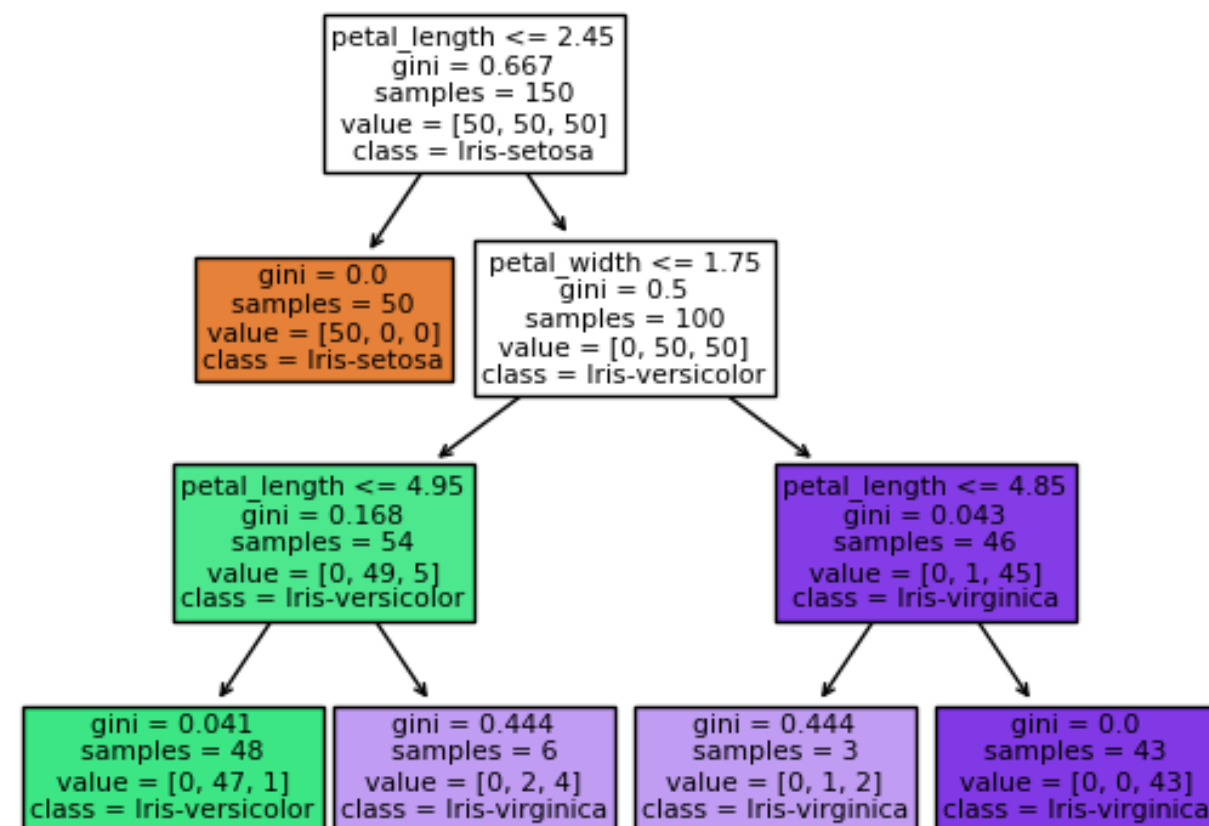 petal_length <= 2.45
gini = 0.667
samples = 150
value = [50, 50, 50]
class = Iris-setosa
gini = 0.0
samples = 50
value = [50, 0, 0]
class = Iris-setosa
petal_width <= 1.75
gini = 0.5
samples = 100
value = [0, 50, 50]
class = Iris-versicolor
petal_length <= 4.95
gini = 0.168
samples = 54
value = [0, 49, 5]
class = Iris-versicolor
petal_length <= 4.85
gini = 0.043
samples = 46
value = [0, 1, 45]
class = Iris-virginica
gini = 0.041
samples = 48
value = [0, 47, 1]
class = Iris-versicolor
gini = 0.444
samples = 6
value = [0, 2, 4]
class = Iris-virginica
gini = 0.444
samples = 3
value = [0, 1, 2]
class = Iris-virginica
gini = 0.0
samples = 43
value = [0, 0, 43]
class = Iris-virginica